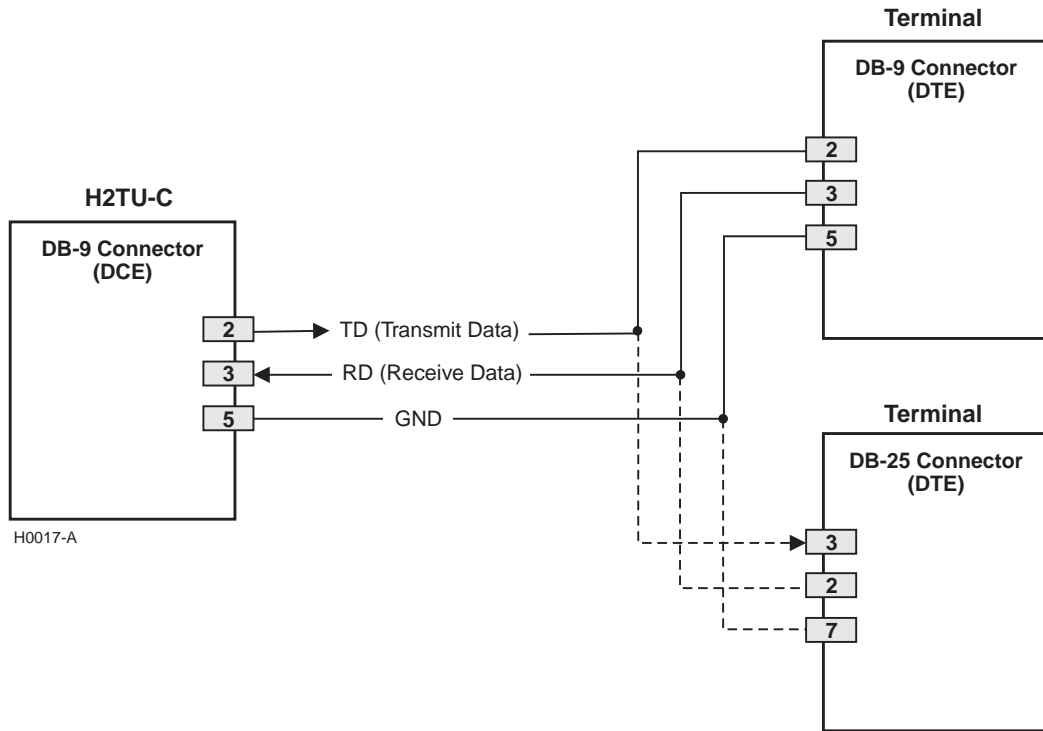 Terminal
DB-9 Connector
(DTE)
2
3
5
H2TU-C
DB-9 Connector
(DCE)
2
TD (Transmit Data)
3
RD (Receive Data)
5
GND
H0017-A
Terminal
DB-25 Connector
(DTE)
3
2
7